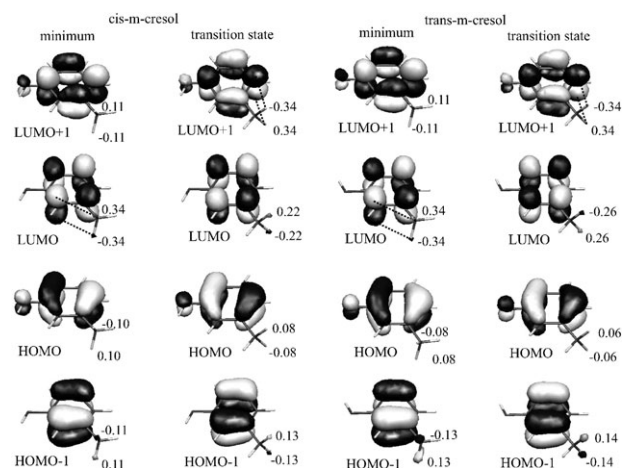 cis-m-cresol trans-m-cresol
minimum transition state minimum transition state
0.11 -0.34 0.11 -0.34
LUMO+1 -0.11 LUMO+1 0.34 LUMO+1 -0.11 LUMO+1 0.34
0.34 0.22 0.34 -0.26
LUMO -0.34 LUMO -0.22 LUMO -0.34 LUMO 0.26
-0.10 0.08 -0.08 0.06
HOMO 0.10 HOMO -0.08 HOMO 0.08 HOMO -0.06
-0.11 0.13 -0.13 0.14
HOMO-1 0.11 HOMO-1 -0.13 HOMO-1 0.13 HOMO-1 -0.14